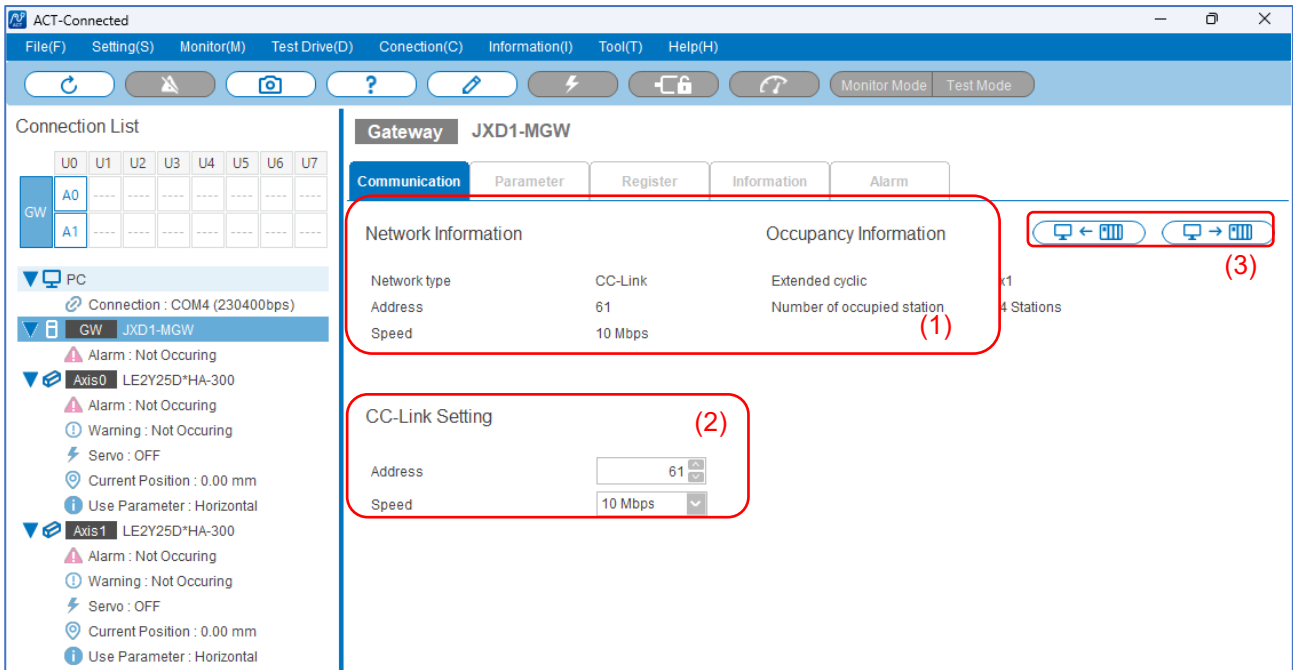 ACT-Connected
File(F) Setting(S) Monitor(M) Test Drive(D) Conection(C) Information(I) Tool(T) Help(H)
? Monitor Mode Test Mode
Connection List
U0 U1 U2 U3 U4 U5 U6 U7
GW
A0 ---- ---- ---- ---- ---- ---- ----
A1 ---- ---- ---- ---- ---- ---- ----
PC
Connection : COM4 (230400bps)
GW JXD1-MGW
Alarm : Not Occuring
Axis0 LE2Y25D*HA-300
Alarm : Not Occuring
Warning : Not Occuring
Servo : OFF
Current Position : 0.00 mm
Use Parameter : Horizontal
Axis1 LE2Y25D*HA-300
Alarm : Not Occuring
Warning : Not Occuring
Servo : OFF
Current Position : 0.00 mm
Use Parameter : Horizontal
Gateway JXD1-MGW
Communication Parameter Register Information Alarm
Network Information
Network type CC-Link
Address 61
Speed 10 Mbps
Occupancy Information
Extended cyclic x1
Number of occupied station 4 Stations
(1)
(3)
CC-Link Setting
(2)
Address 61
Speed 10 Mbps